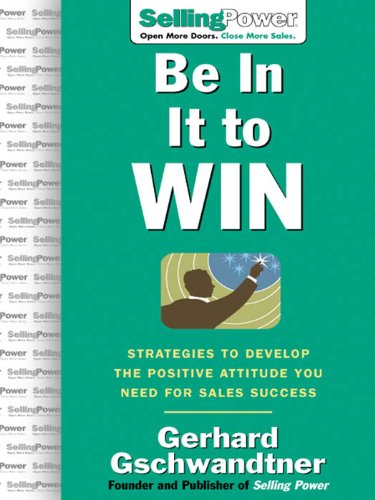 SellingPower
Open More Doors. Close More Sales.
Be In
It to
WIN
STRATEGIES TO DEVELOP
THE POSITIVE ATTITUDE YOU
NEED FOR SALES SUCCESS
Gerhard
Gschwandtner
Founder and Publisher of Selling Power